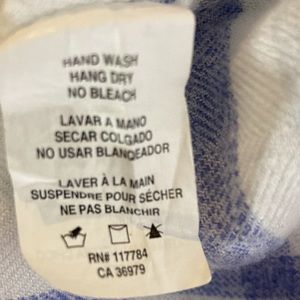 HAND WASH
HANG DRY
NO BLEACH
LAVAR A MANO
SECAR COLGADO
NO USAR BLANQEADOR
LAVER À LA MAIN
SUSPENDRE POUR SÉCHER
NE PAS BLANCHIR
RN# 117784
CA 36979